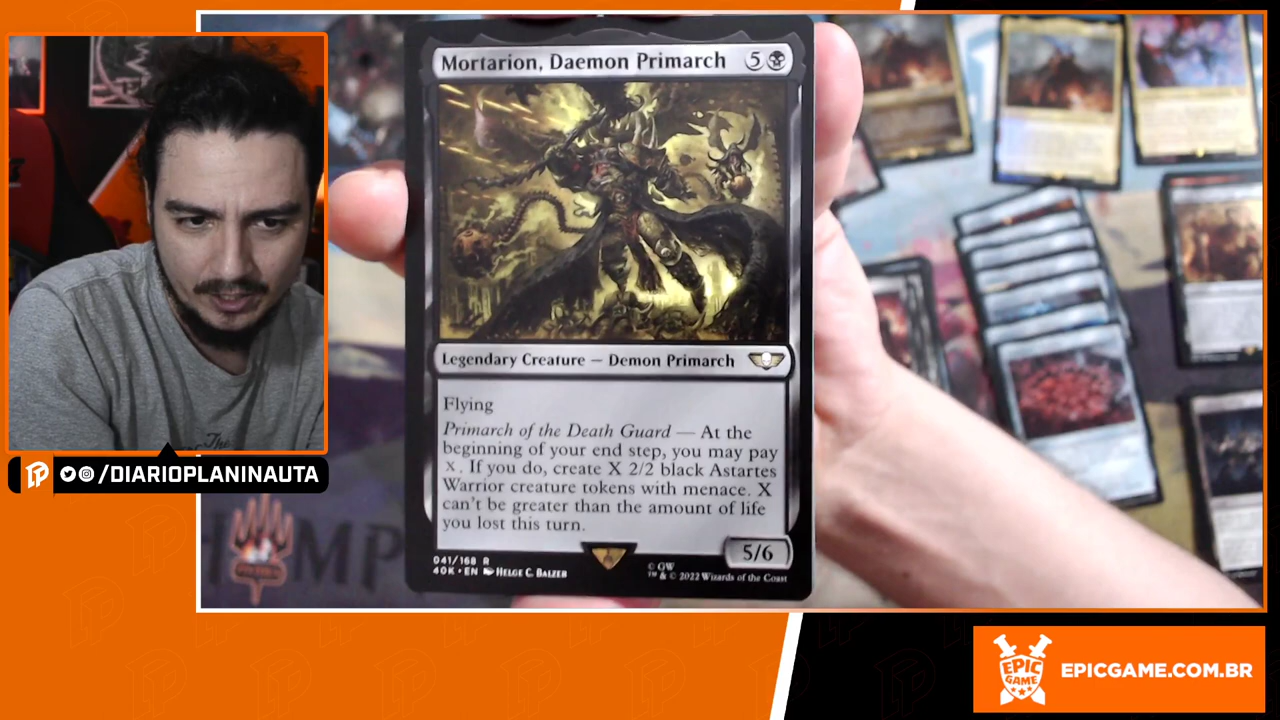 Mortarion, Daemon Primarch 5
Legendary Creature — Demon Primarch
Flying
Primarch of the Death Guard — At the
beginning of your end step, you may pay
X. If you do, create X 2/2 black Astartes
Warrior creature tokens with menace. X
can't be greater than the amount of life
you lost this turn.
5/6
041/168 R
40K • EN HELGE C. BALZER
© GW
™ & © 2022 Wizards of the Coast
The
/DIARIOPLANINAUTA
MP
EPIC
GAME
EPICGAME.COM.BR